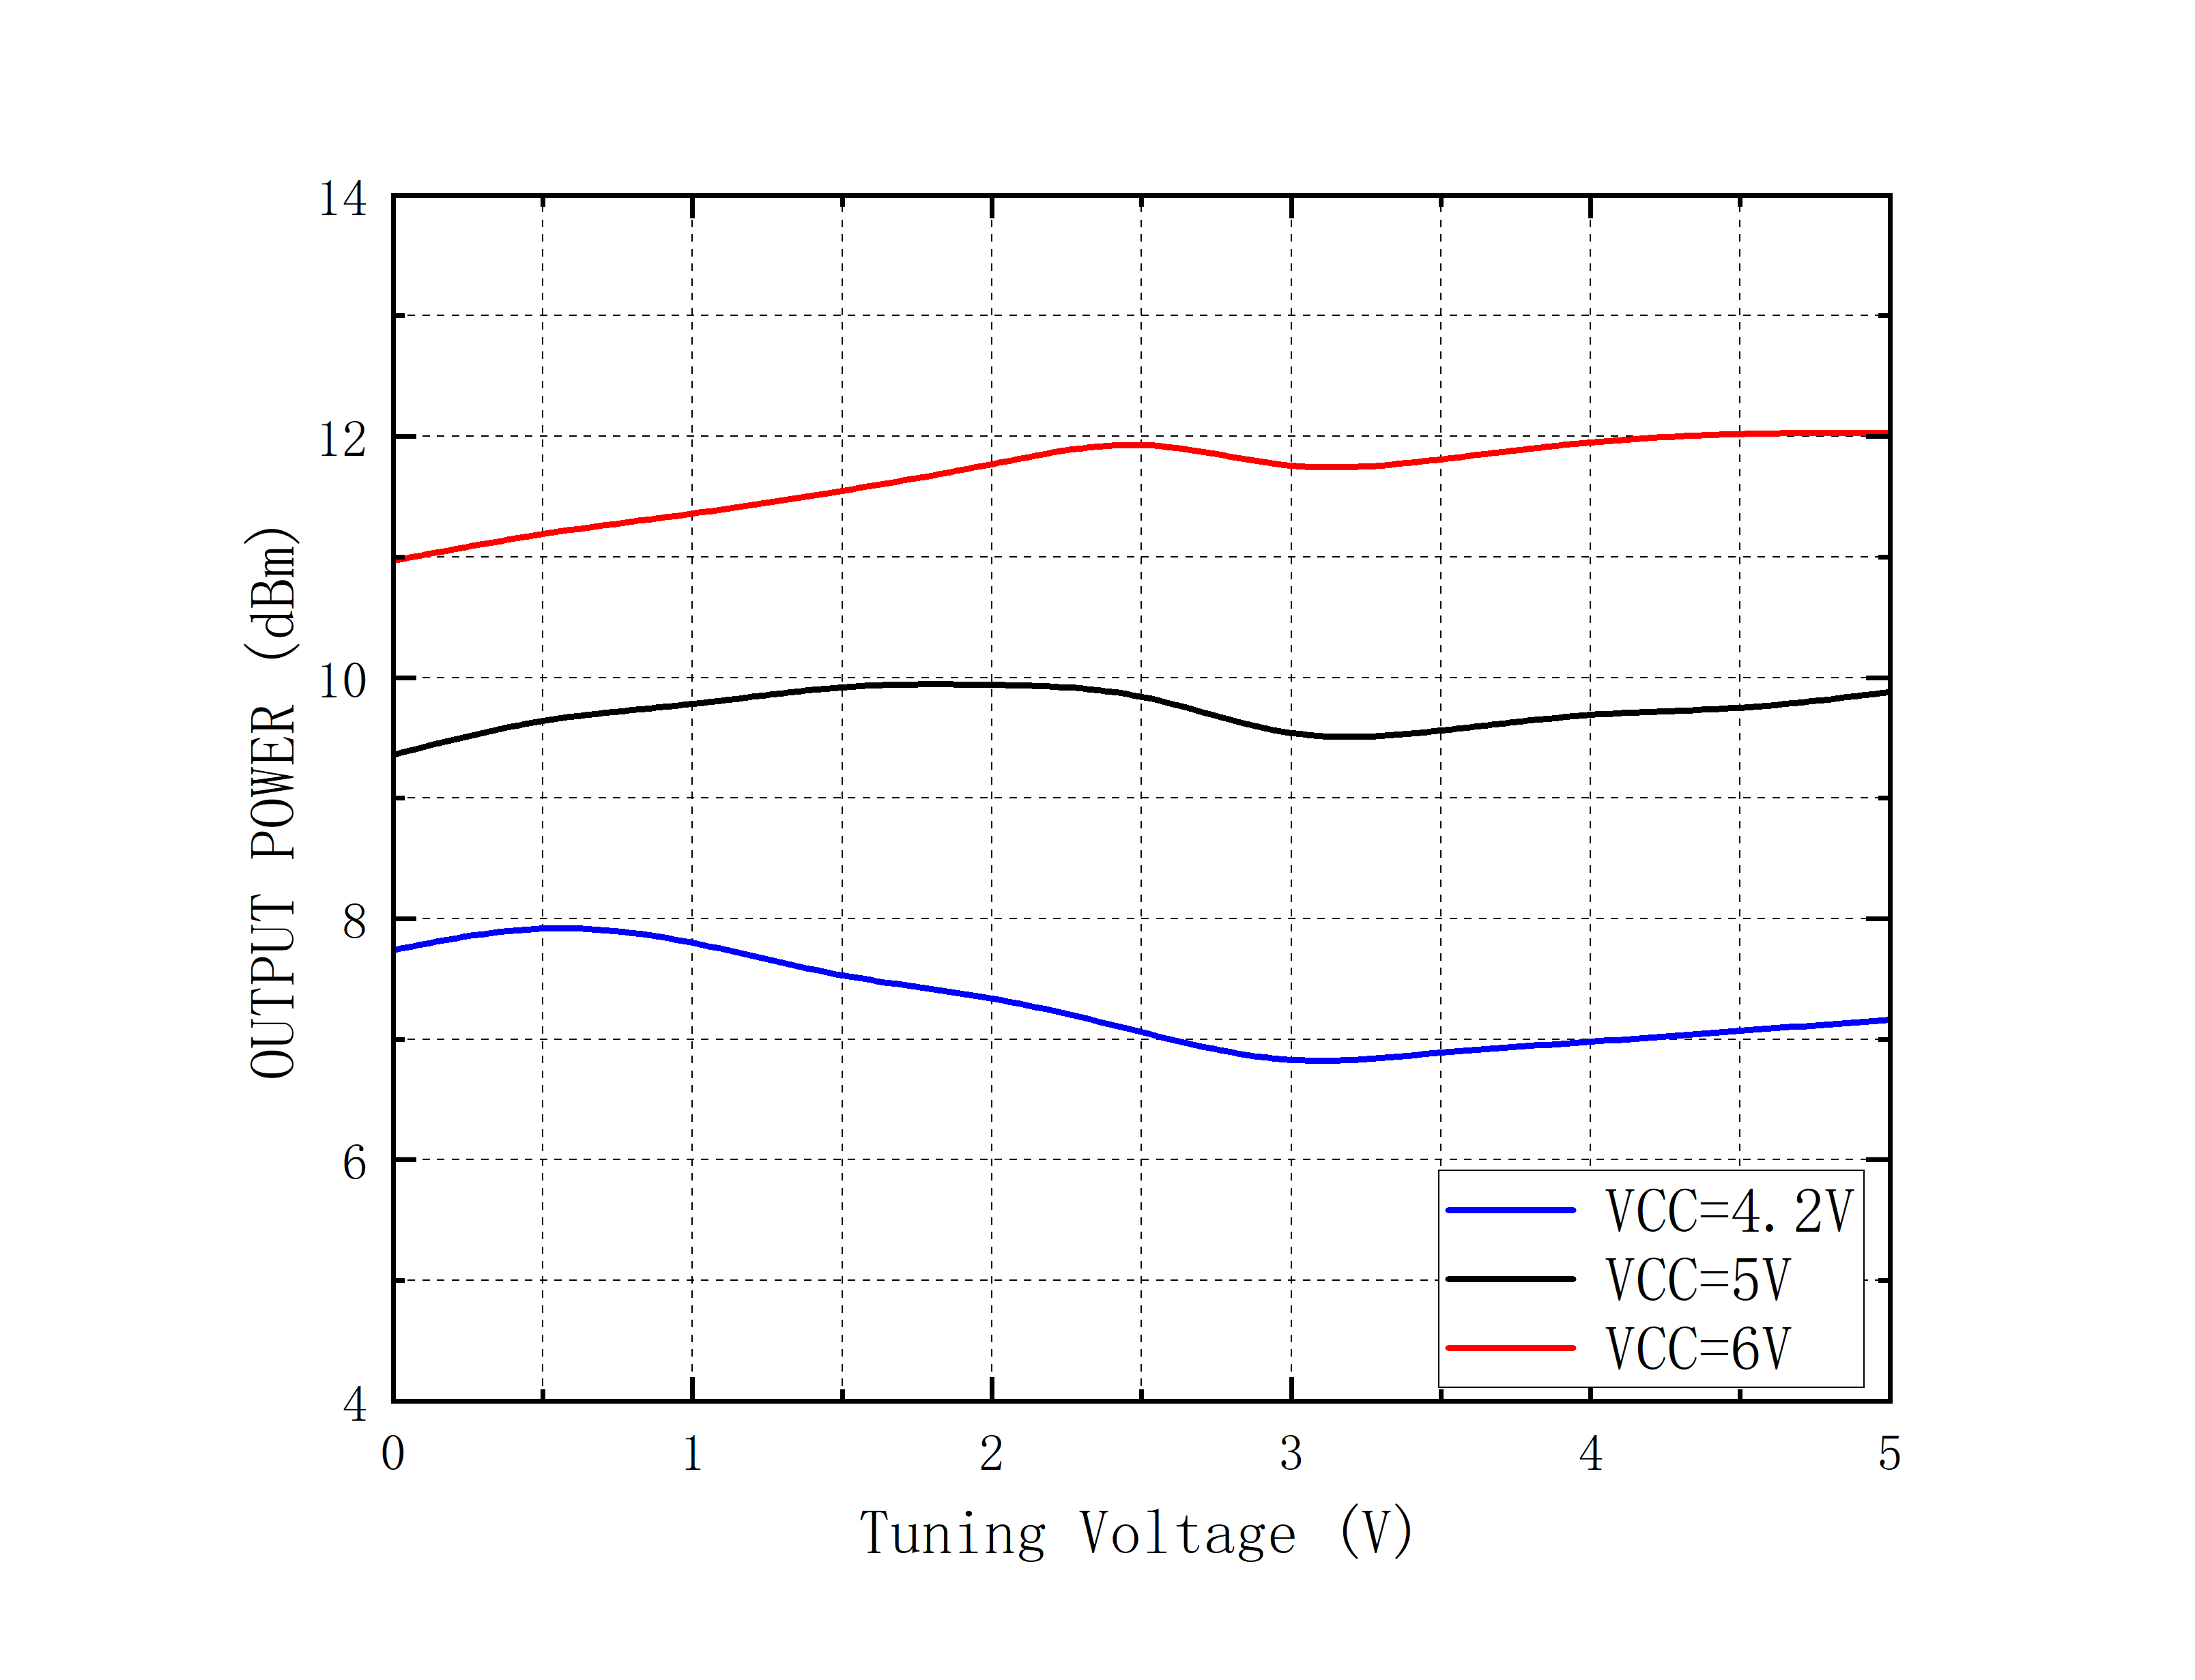 14
12
10
8
6
4
OUTPUT POWER (dBm)
0 1 2 3 4 5
Tuning Voltage (V)
VCC=4.2V
VCC=5V
VCC=6V